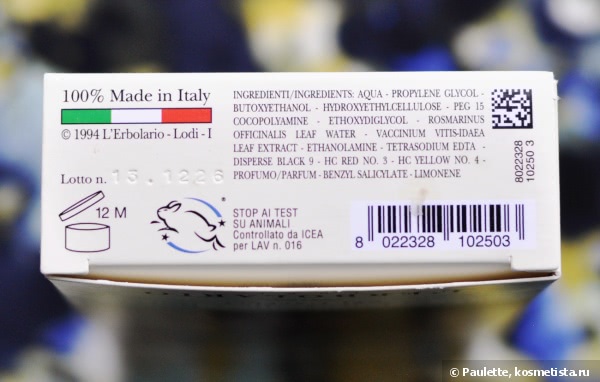 100% Made in Italy
© 1994 L'Erbolario - Lodi - I
Lotto n. 13.1226
12 M
STOP AI TEST
SU ANIMALI
Controllato da ICEA
per LAV n. 016
INGREDIENTI/INGREDIENTS: AQUA - PROPYLENE GLYCOL -
BUTOXYETHANOL - HYDROXYETHYLCELLULOSE - PEG 15
COCOPOLYAMINE - ETHOXYDIGLYCOL - ROSMARINUS
OFFICINALIS LEAF WATER - VACCINIUM VITIS-IDAEA
LEAF EXTRACT - ETHANOLAMINE - TETRASODIUM EDTA -
DISPERSE BLACK 9 - HC RED NO. 3 - HC YELLOW NO. 4 -
PROFUMO/PARFUM - BENZYL SALICYLATE - LIMONENE
8022328
10250 3
8 022328 102503
© Paulette, kosmetista.ru